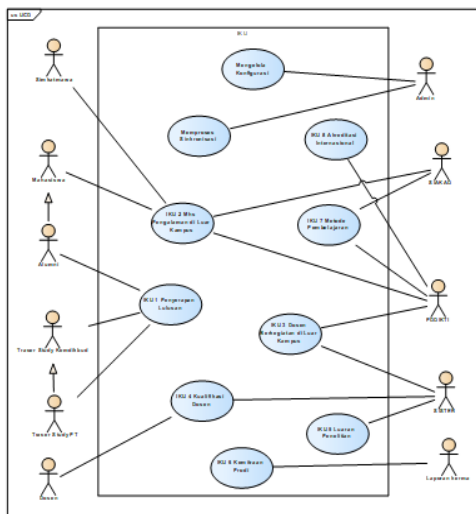 uc UCD
IKU
Mengelola
Konfigurasi
Simkatmawa
Admin
Memproses
Sinkronisasi
IKU 8 Akreditasi
Internasional
Mahasiswa
SIAKAD
IKU 2 Mhs
Pengalaman di Luar
Kampus
IKU 7 Metode
Pembelajaran
Alumni
IKU 1 Penyerapan
Lulusan
PDDIKTI
Tracer Study Kemdikbud
IKU 3 Dosen
Berkegiatan di Luar
Kampus
IKU 4 Kualifikasi
Dosen
SISTER
Tracer Study PT
IKU 5 Luaran
Penelitian
IKU 6 Kemitraan
Prodi
Dosen
Laporan kerma